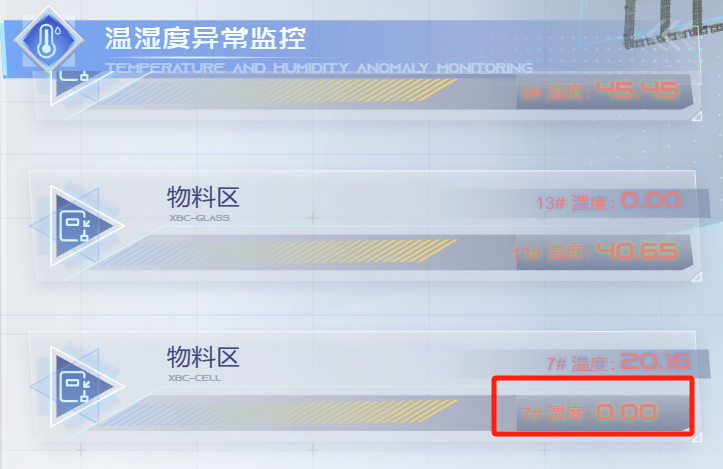 温湿度异常监控
TEMPERATURE AND HUMIDITY ANOMALY MONITORING
6# 湿度: 45.45
物料区
XBC-GLASS
13# 温度: 0.00
13# 湿度: 40.65
物料区
XBC-CELL
7# 温度: 20.16
7# 湿度: 0.00